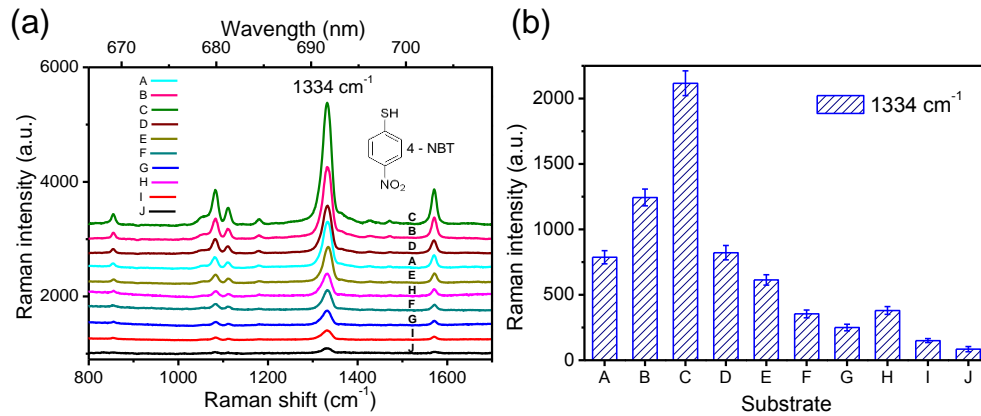 (a)
Wavelength (nm)
670 680 690 700
Raman intensity (a.u.)
6000
4000
2000
A
B
C
D
E
F
G
H
I
J
1334 cm-1
SH
4 - NBT
NO2
C
B
D
A
E
H
F
G
I
J
800 1000 1200 1400 1600
Raman shift (cm-1)
(b)
Raman intensity (a.u.)
2000
1500
1000
500
0
1334 cm-1
A B C D E F G H I J
Substrate